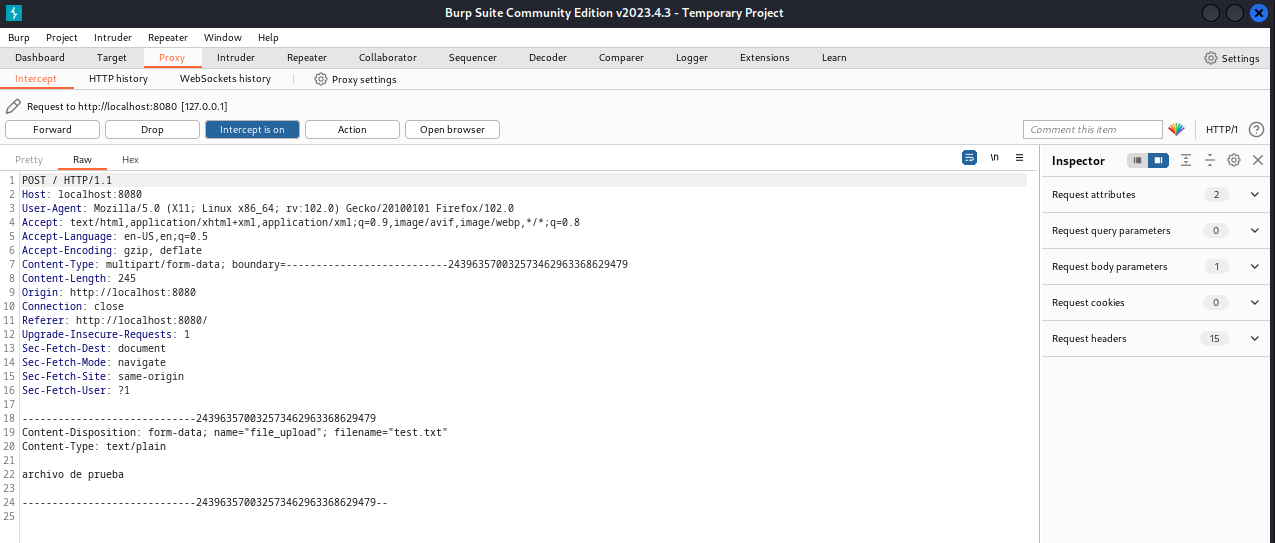 Burp Suite Community Edition v2023.4.3 - Temporary Project
Burp Project Intruder Repeater Window Help
Dashboard Target Proxy Intruder Repeater Collaborator Sequencer Decoder Comparer Logger Extensions Learn Settings
Intercept HTTP history WebSockets history Proxy settings
Request to http://localhost:8080 [127.0.0.1]
Forward Drop Intercept is on Action Open browser Comment this item HTTP/1 ?
Pretty Raw Hex \n Inspector
1 POST / HTTP/1.1
2 Host: localhost:8080
3 User-Agent: Mozilla/5.0 (X11; Linux x86_64; rv:102.0) Gecko/20100101 Firefox/102.0
4 Accept: text/html,application/xhtml+xml,application/xml;q=0.9,image/avif,image/webp,*/*;q=0.8
5 Accept-Language: en-US,en;q=0.5
6 Accept-Encoding: gzip, deflate
7 Content-Type: multipart/form-data; boundary=---------------------------243963570032573462963368629479
8 Content-Length: 245
9 Origin: http://localhost:8080
10 Connection: close
11 Referer: http://localhost:8080/
12 Upgrade-Insecure-Requests: 1
13 Sec-Fetch-Dest: document
14 Sec-Fetch-Mode: navigate
15 Sec-Fetch-Site: same-origin
16 Sec-Fetch-User: ?1
17
18 -----------------------------243963570032573462963368629479
19 Content-Disposition: form-data; name="file_upload"; filename="test.txt"
20 Content-Type: text/plain
21
22 archivo de prueba
23
24 -----------------------------243963570032573462963368629479--
25
Request attributes 2
Request query parameters 0
Request body parameters 1
Request cookies 0
Request headers 15